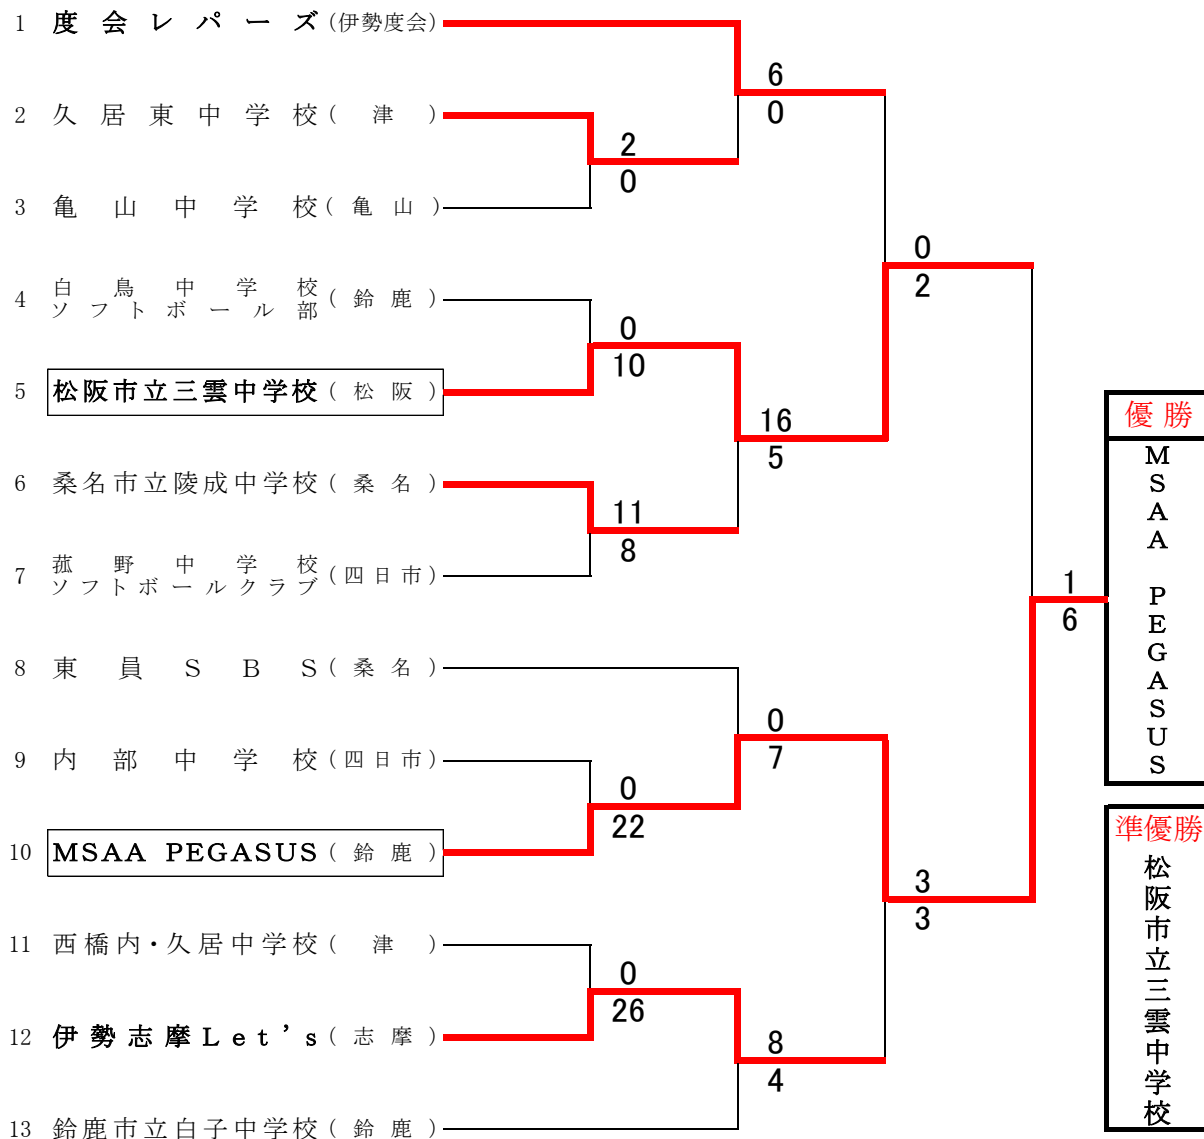 1 度会レパーズ(伊勢度会)
6
0
2 久居東中学校(津)
2
0
3 亀山中学校(亀山)
0
2
4 白鳥中学校
ソフトボール部(鈴鹿)
0
10
5 松阪市立三雲中学校(松阪)
16
5
6 桑名市立陵成中学校(桑名)
11
8
7 菰野中学校
ソフトボールクラブ(四日市)
1
6
8 東員SBS(桑名)
0
7
9 内部中学校(四日市)
0
22
10 MSAA PEGASUS(鈴鹿)
3
3
11 西橋内・久居中学校(津)
0
26
12 伊勢志摩Let's(志摩)
8
4
13 鈴鹿市立白子中学校(鈴鹿)
優勝
MSAA PEGASUS
準優勝
松阪市立三雲中学校